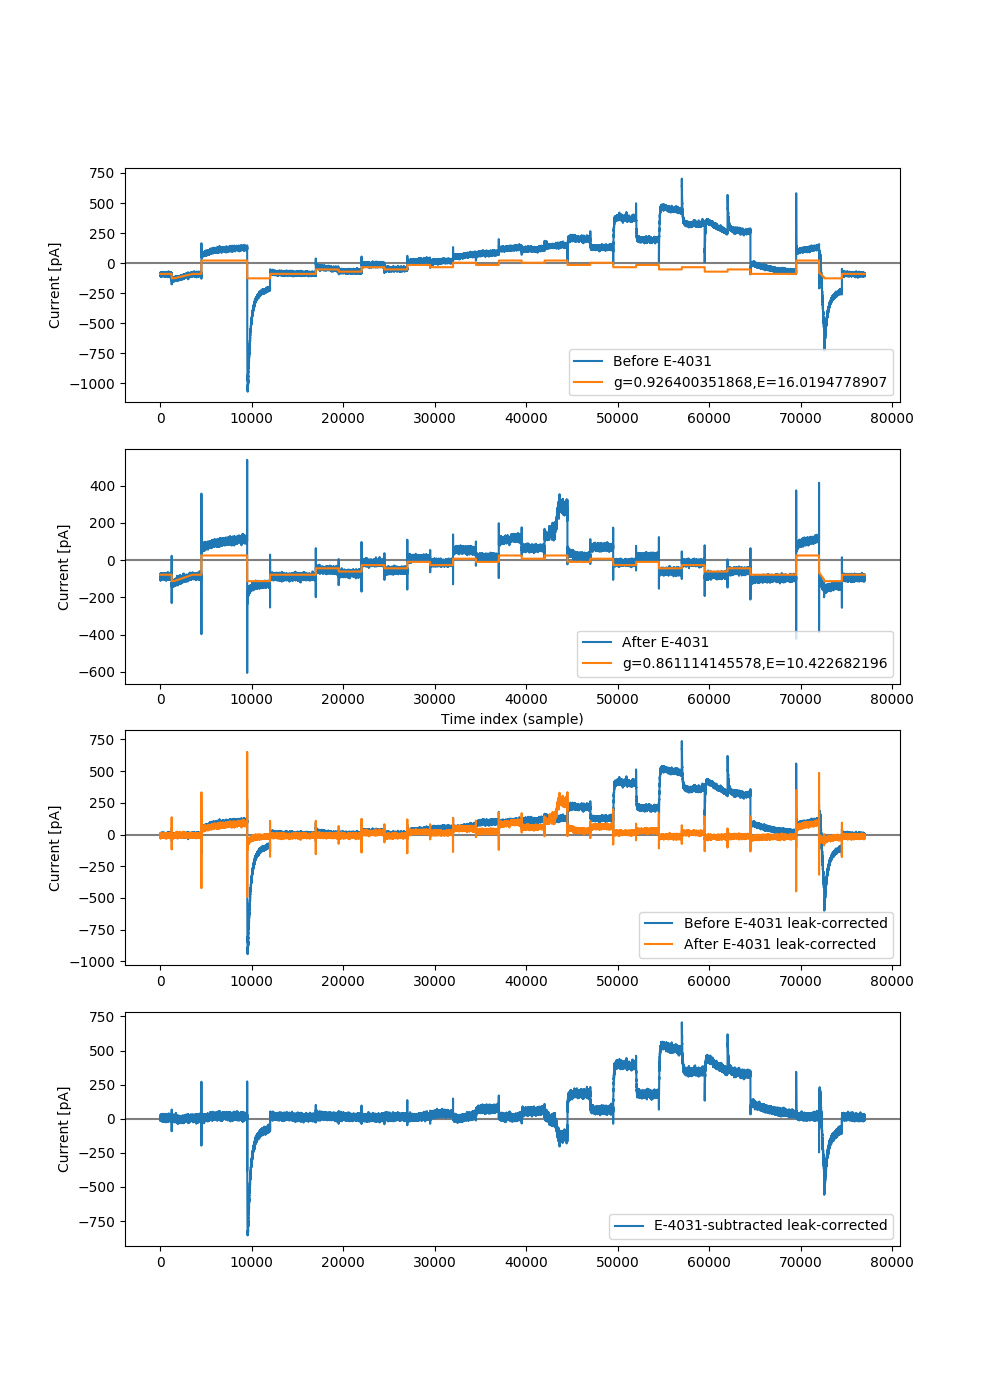 750
500
250
0
−250
−500
−750
−1000
Current [pA]
Before E-4031
g=0.926400351868,E=16.0194778907
0 10000 20000 30000 40000 50000 60000 70000 80000
400
200
0
−200
−400
−600
Current [pA]
After E-4031
g=0.861114145578,E=10.422682196
0 10000 20000 30000 40000 50000 60000 70000 80000
Time index (sample)
750
500
250
0
−250
−500
−750
−1000
Current [pA]
Before E-4031 leak-corrected
After E-4031 leak-corrected
0 10000 20000 30000 40000 50000 60000 70000 80000
750
500
250
0
−250
−500
−750
Current [pA]
E-4031-subtracted leak-corrected
0 10000 20000 30000 40000 50000 60000 70000 80000